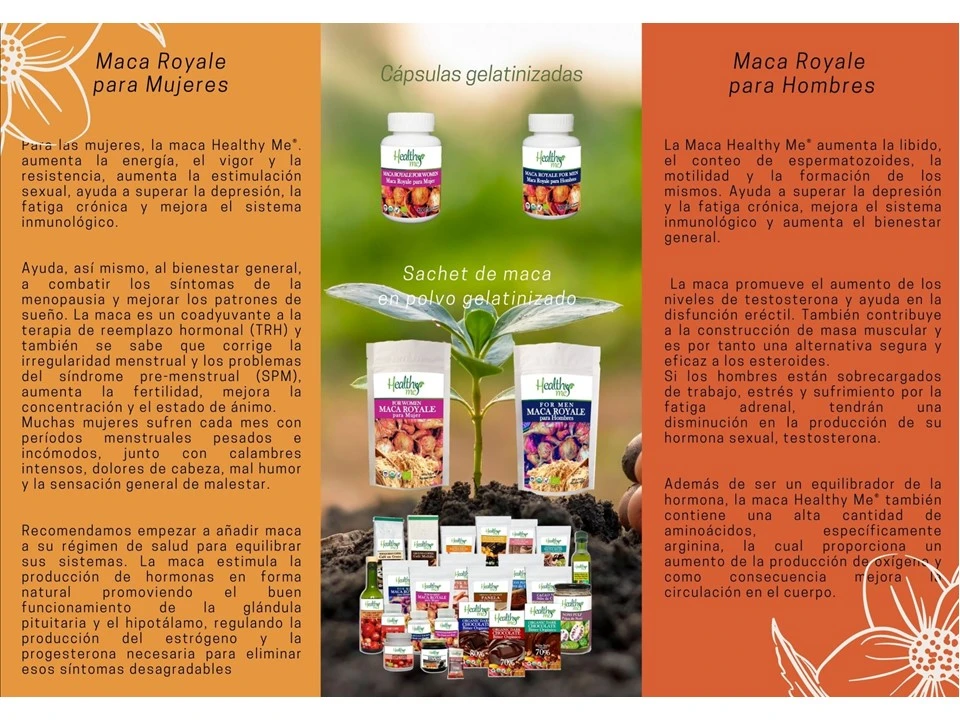 Maca Royale
para Mujeres
Para las mujeres, la maca Healthy Me®.
aumenta la energía, el vigor y la
resistencia, aumenta la estimulación
sexual, ayuda a superar la depresión, la
fatiga crónica y mejora el sistema
inmunológico.
Ayuda, así mismo, al bienestar general,
a combatir los síntomas de la
menopausia y mejorar los patrones de
sueño. La maca es un coadyuvante a la
terapia de reemplazo hormonal (TRH) y
también se sabe que corrige la
irregularidad menstrual y los problemas
del síndrome pre-menstrual (SPM),
aumenta la fertilidad, mejora la
concentración y el estado de ánimo.
Muchas mujeres sufren cada mes con
períodos menstruales pesados e
incómodos, junto con calambres
intensos, dolores de cabeza, mal humor
y la sensación general de malestar.
Recomendamos empezar a añadir maca
a su régimen de salud para equilibrar
sus sistemas. La maca estimula la
producción de hormonas en forma
natural promoviendo el buen
funcionamiento de la glándula
pituitaria y el hipotálamo, regulando la
producción del estrógeno y la
progesterona necesaria para eliminar
esos síntomas desagradables
Cápsulas gelatinizadas
Healthy
me
MACA ROYALE FOR WOMEN
Maca Royale para Mujer
Healthy
me
MACA ROYALE FOR MEN
Maca Royale para Hombres
Sachet de maca
en polvo gelatinizado
Healthy
me
FOR WOMEN
MACA ROYALE
para Mujer
Healthy
me
FOR MEN
MACA ROYALE
para Hombres
Healthy
Healthy
MACA ROYALE
VAINILLA
Healthy
ORGANIC DARK
CHOCOLATE
80%
Healthy
70%
Healthy
ORGANIC DARK
CHOCOLATE
70%
Maca Royale
para Hombres
La Maca Healthy Me® aumenta la libido,
el conteo de espermatozoides, la
motilidad y la formación de los
mismos. Ayuda a superar la depresión
y la fatiga crónica, mejora el sistema
inmunológico y aumenta el bienestar
general.
La maca promueve el aumento de los
niveles de testosterona y ayuda en la
disfunción eréctil. También contribuye
a la construcción de masa muscular y
es por tanto una alternativa segura y
eficaz a los esteroides.
Si los hombres están sobrecargados
de trabajo, estrés y sufrimiento por la
fatiga adrenal, tendrán una
disminución en la producción de su
hormona sexual, testosterona.
Además de ser un equilibrador de la
hormona, la maca Healthy Me® también
contiene una alta cantidad de
aminoácidos, específicamente
arginina, la cual proporciona un
aumento de la producción de oxígeno y
como consecuencia mejora la
circulación en el cuerpo.